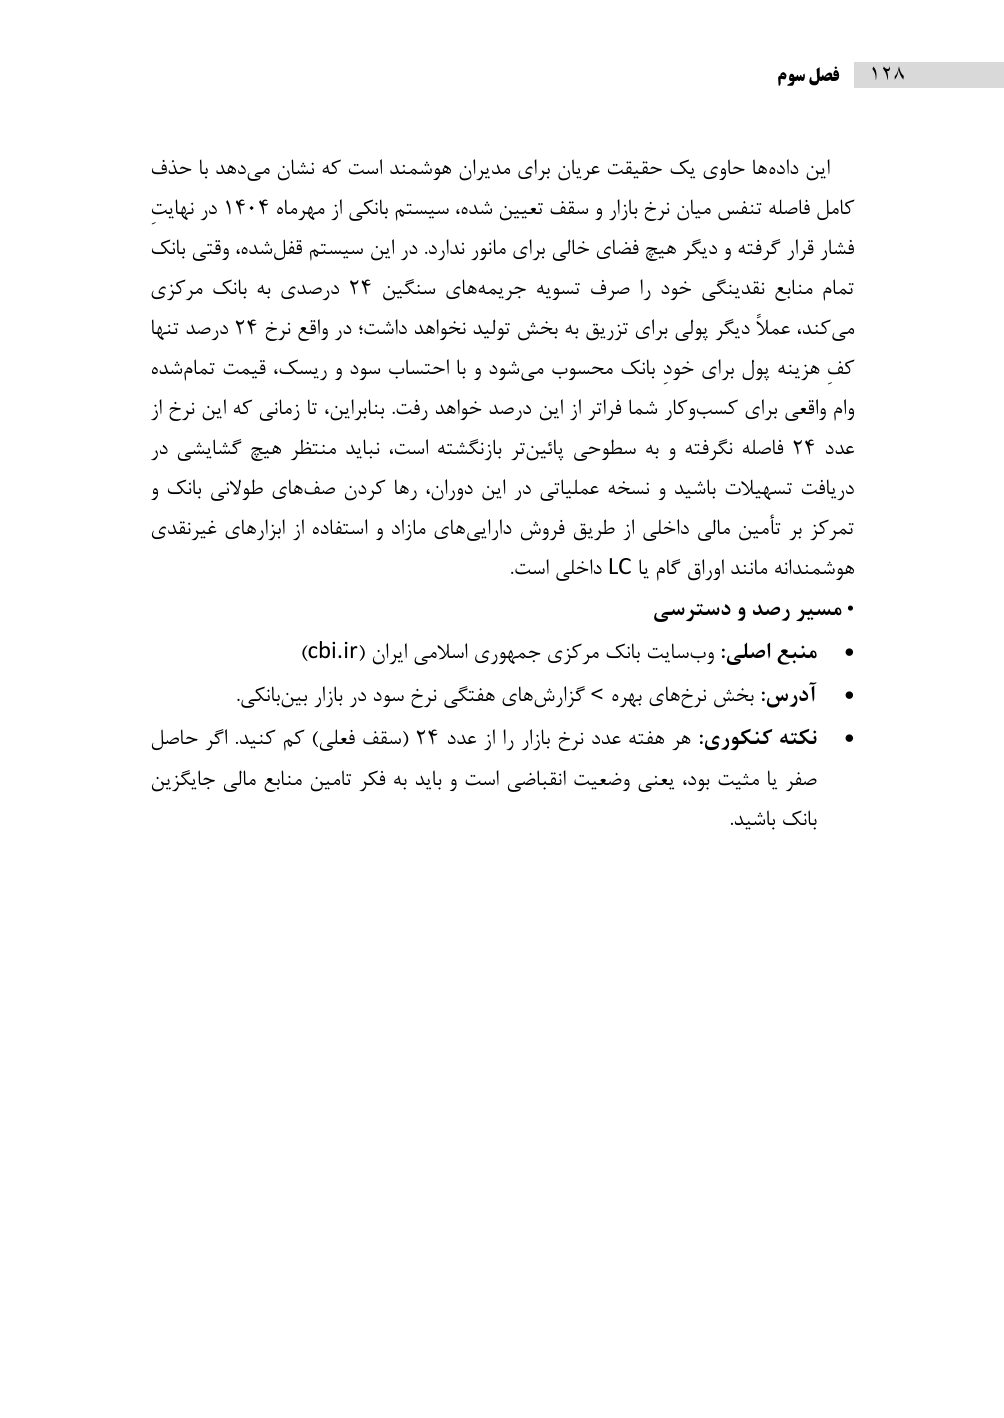 ۱۲۸ فصل سوم
این داده‌ها حاوی یک حقیقت عریان برای مدیران هوشمند است که نشان می‌دهد با حذف
کامل فاصله تنفس میان نرخ بازار و سقف تعیین شده، سیستم بانکی از مهرماه ۱۴۰۴ در نهایتِ
فشار قرار گرفته و دیگر هیچ فضای خالی برای مانور ندارد. در این سیستم قفل‌شده، وقتی بانک
تمام منابع نقدینگی خود را صرف تسویه جریمه‌های سنگین ۲۴ درصدی به بانک مرکزی
می‌کند، عملاً دیگر پولی برای تزریق به بخش تولید نخواهد داشت؛ در واقع نرخ ۲۴ درصد تنها
کفِ هزینه پول برای خودِ بانک محسوب می‌شود و با احتساب سود و ریسک، قیمت تمام‌شده
وام واقعی برای کسب‌وکار شما فراتر از این درصد خواهد رفت. بنابراین، تا زمانی که این نرخ از
عدد ۲۴ فاصله نگرفته و به سطوحی پائین‌تر بازنگشته است، نباید منتظر هیچ گشایشی در
دریافت تسهیلات باشید و نسخه عملیاتی در این دوران، رها کردن صف‌های طولانی بانک و
تمرکز بر تأمین مالی داخلی از طریق فروش دارایی‌های مازاد و استفاده از ابزارهای غیرنقدی
هوشمندانه مانند اوراق گام یا LC داخلی است.
• مسیر رصد و دسترسی
• منبع اصلی: وب‌سایت بانک مرکزی جمهوری اسلامی ایران (cbi.ir)
• آدرس: بخش نرخ‌های بهره > گزارش‌های هفتگی نرخ سود در بازار بین‌بانکی.
• نکته کنکوری: هر هفته عدد نرخ بازار را از عدد ۲۴ (سقف فعلی) کم کنید. اگر حاصل
صفر یا مثبت بود، یعنی وضعیت انقباضی است و باید به فکر تامین منابع مالی جایگزین
بانک باشید.